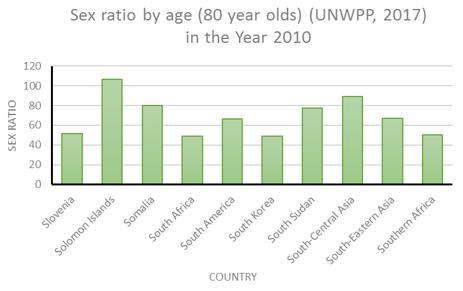 Sex ratio by age (80 year olds) (UNWPP, 2017)
in the Year 2010
SEX RATIO
120
100
80
60
40
20
0
Slovenia
Solomon Islands
Somalia
South Africa
South America
South Korea
South Sudan
South-Central Asia
South-Eastern Asia
Southern Africa
COUNTRY